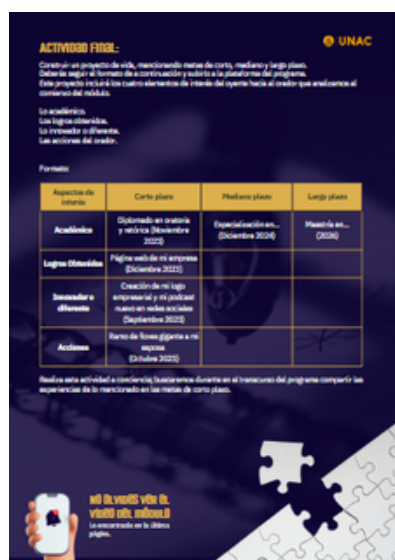 UNAC
ACTIVIDAD FINAL:
Construir un proyecto de vida, mencionando metas de corto, mediano y largo plazo.
Deberás seguir el formato de a continuación y subirlo a la plataforma del programa.
Este proyecto incluirá los cuatro elementos de interés del oyente hacia el orador que analizamos al
comienzo del módulo.
Lo académico.
Los logros obtenidos.
Lo innovador o diferente.
Las acciones del orador.
Formato:
Aspectos de
interés
Corto plazo
Mediano plazo
Largo plazo
Académico
Diplomado en oratoria
y retórica (Noviembre
2023)
Especialización en...
(Diciembre 2024)
Maestría en...
(2026)
Logros Obtenidos
Página web de mi empresa
(Diciembre 2023)
Innovador o
diferente
Creación de mi logo
empresarial y mi podcast
nuevo en redes sociales
(Septiembre 2023)
Acciones
Ramo de flores gigante a mi
esposa
(Octubre 2023)
Realiza esta actividad a conciencia; buscaremos durante en el transcurso del programa compartir las
experiencias de lo mencionado en las metas de corto plazo.
NO OLVIDÉS VER EL
VIDEO DEL MÓDULO
Lo encontrarás en la última
página.